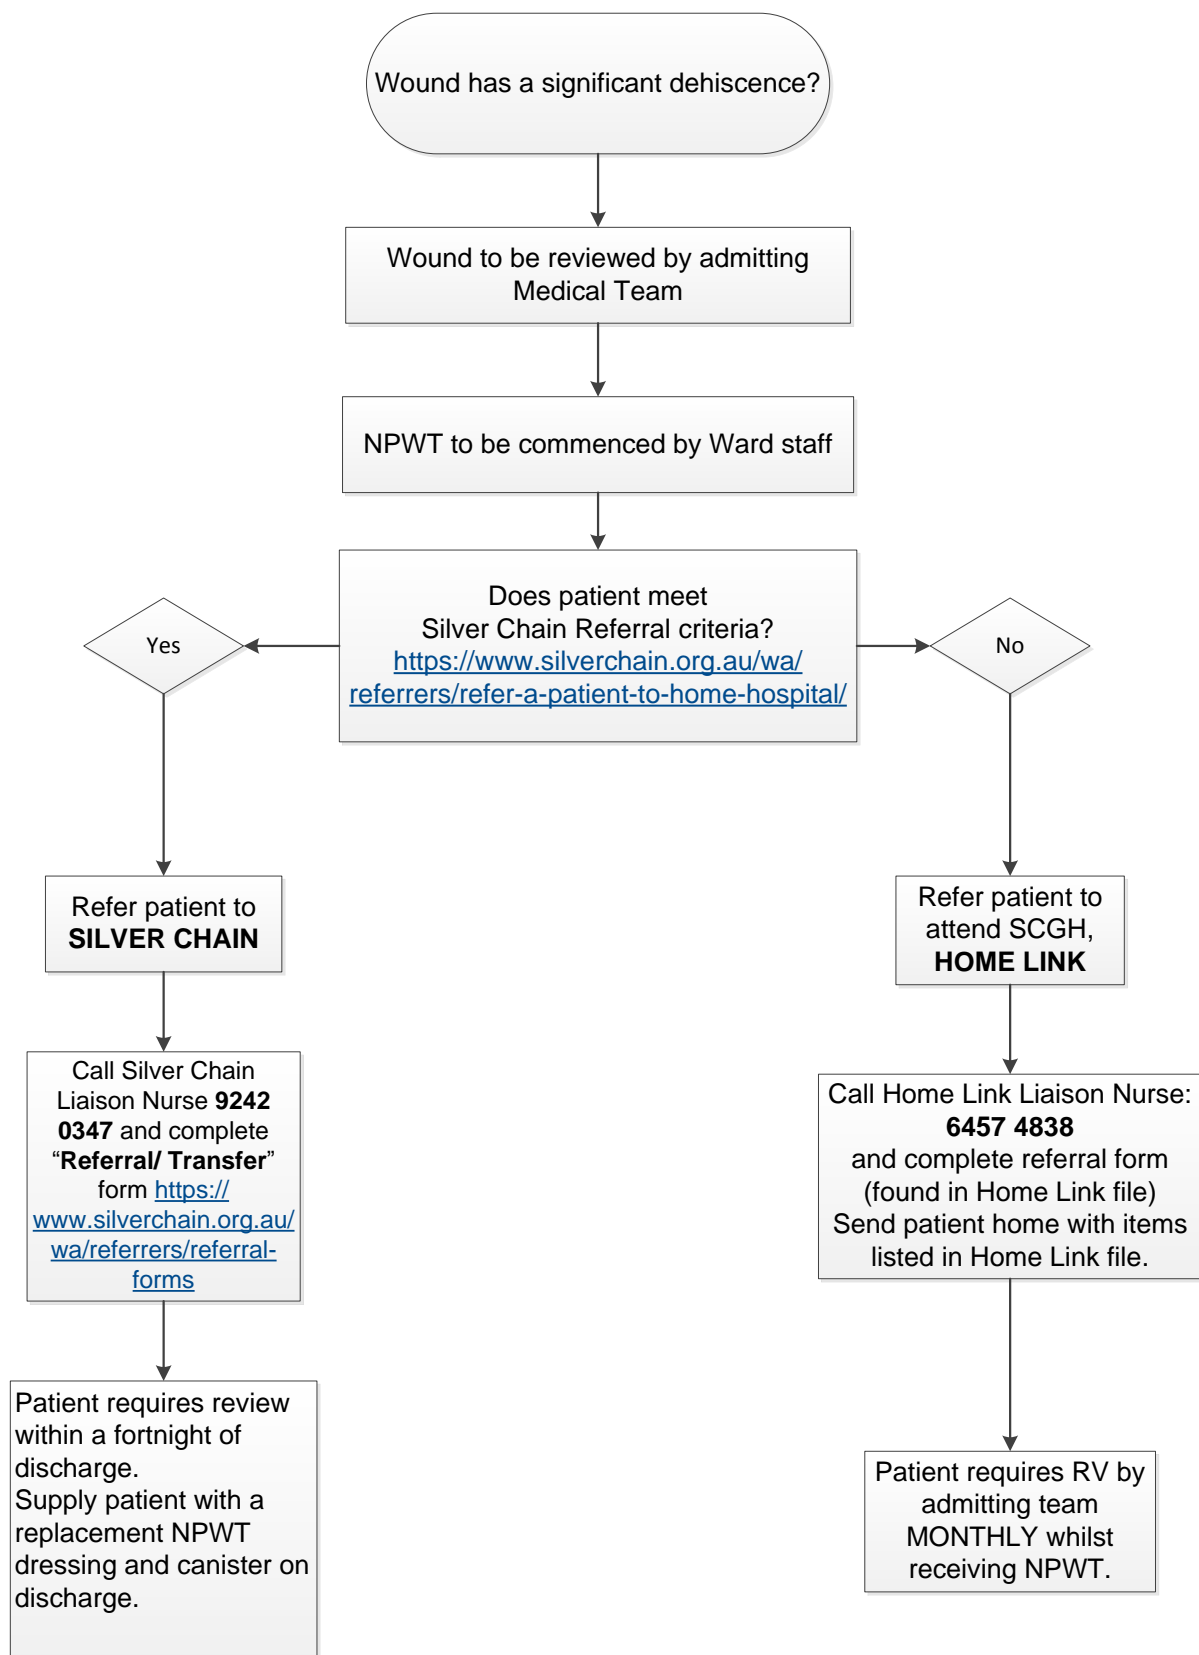 Wound has a significant dehiscence?
Wound to be reviewed by admitting
Medical Team
NPWT to be commenced by Ward staff
Does patient meet
Silver Chain Referral criteria?
https://www.silverchain.org.au/wa/
referrers/refer-a-patient-to-home-hospital/
Yes
No
Refer patient to
SILVER CHAIN
Refer patient to
attend SCGH,
HOME LINK
Call Silver Chain
Liaison Nurse 9242
0347 and complete
“Referral/ Transfer”
form https://
www.silverchain.org.au/
wa/referrers/referral-
forms
Call Home Link Liaison Nurse:
6457 4838
and complete referral form
(found in Home Link file)
Send patient home with items
listed in Home Link file.
Patient requires review
within a fortnight of
discharge.
Supply patient with a
replacement NPWT
dressing and canister on
discharge.
Patient requires RV by
admitting team
MONTHLY whilst
receiving NPWT.